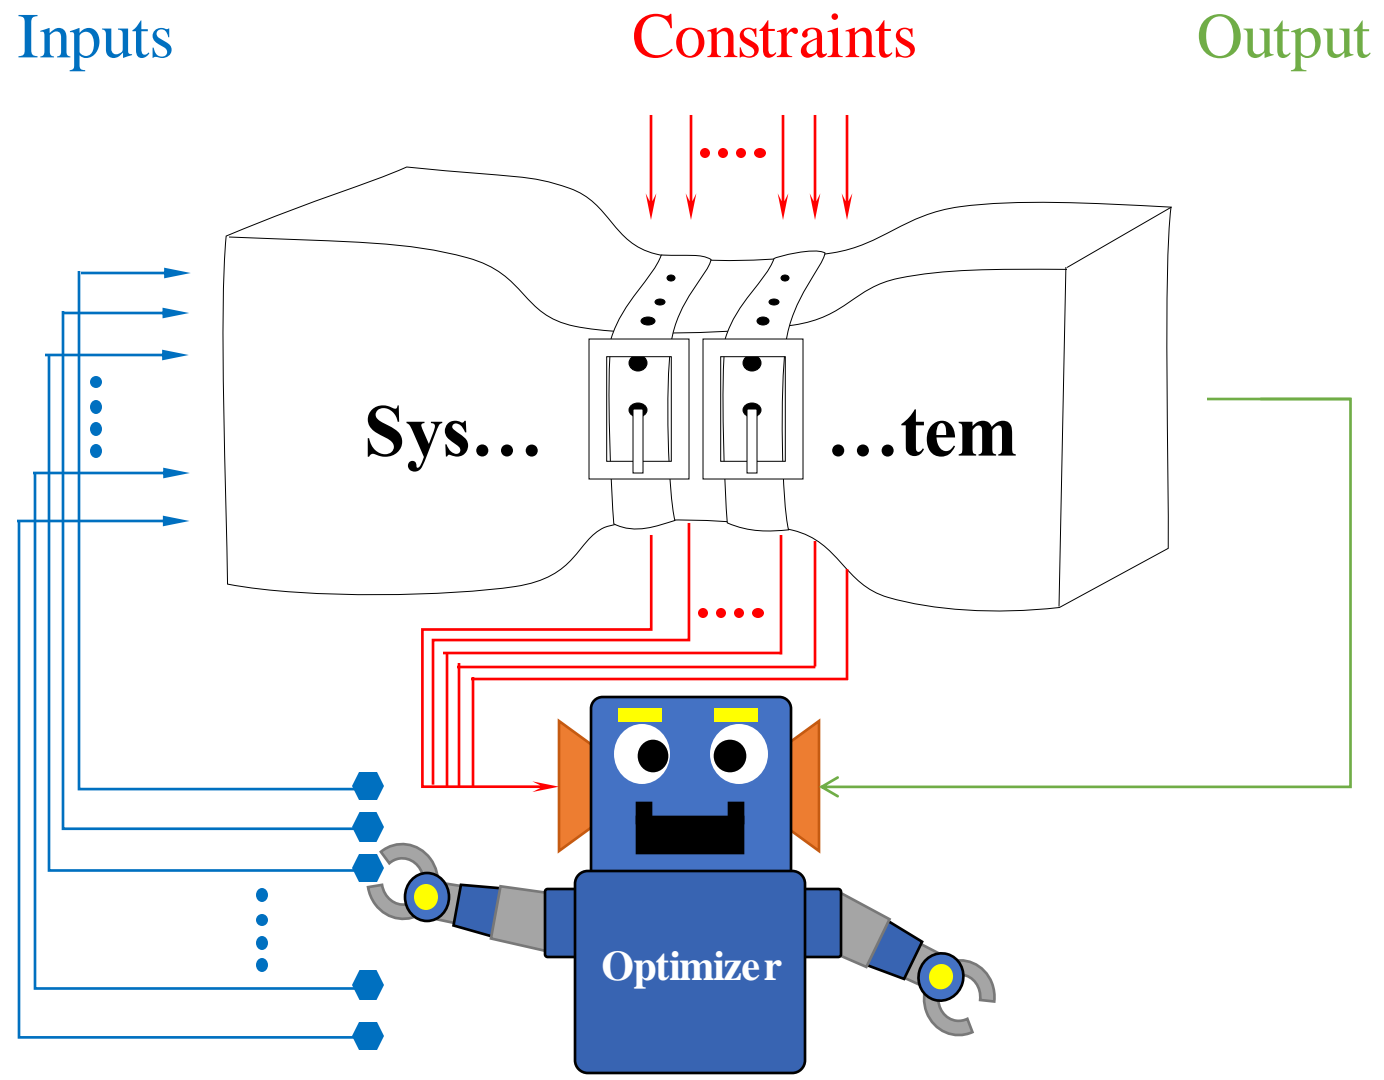 Inputs
Constraints
Output
Sys...
...tem
Optimizer